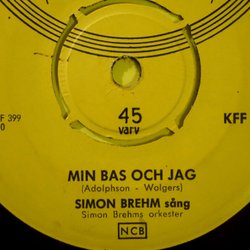 F 399
0
45
varv
KFF
MIN BAS OCH JAG
(Adolphson - Wolgers)
SIMON BREHM sång
Simon Brehms orkester
NCB